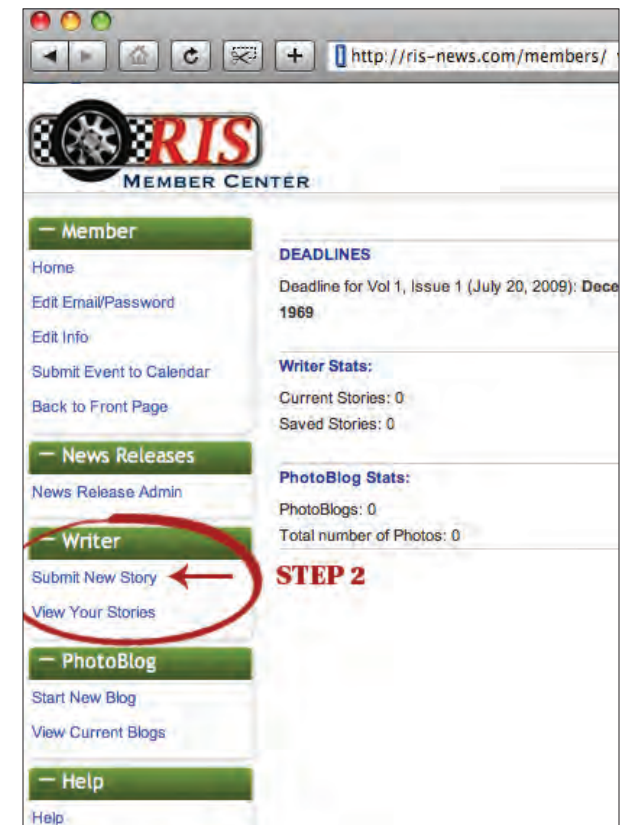 http://ris-news.com/members/
RIS
MEMBER CENTER
— Member
Home
Edit Email/Password
Edit Info
Submit Event to Calendar
Back to Front Page
— News Releases
News Release Admin
— Writer
Submit New Story
View Your Stories
— PhotoBlog
Start New Blog
View Current Blogs
— Help
Help
DEADLINES
Deadline for Vol 1, Issue 1 (July 20, 2009): Dece
1969
Writer Stats:
Current Stories: 0
Saved Stories: 0
PhotoBlog Stats:
PhotoBlogs: 0
Total number of Photos: 0
STEP 2